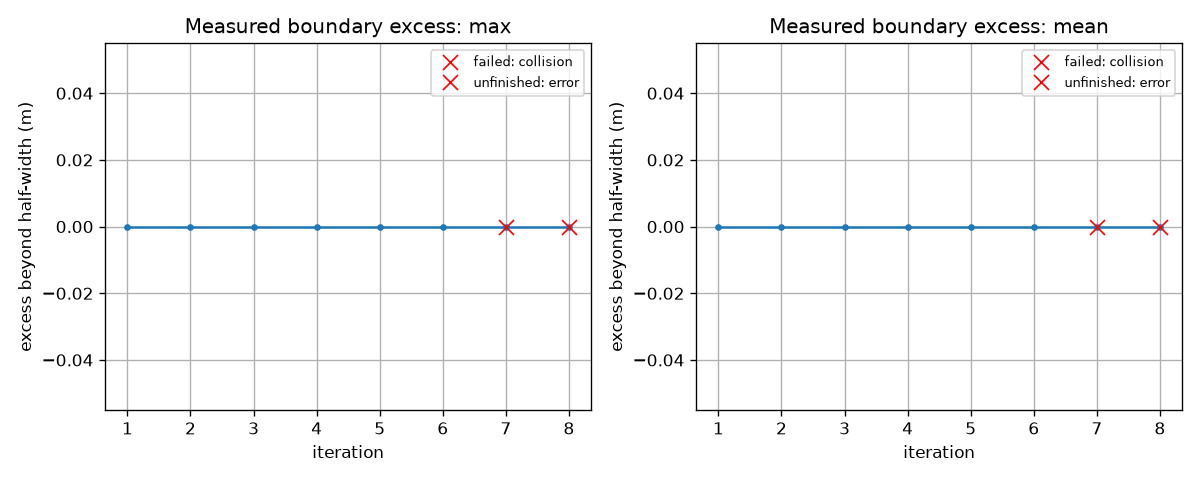 Measured boundary excess: max
failed: collision
unfinished: error
excess beyond half-width (m)
0.04
0.02
0.00
−0.02
−0.04
1 2 3 4 5 6 7 8
iteration
Measured boundary excess: mean
failed: collision
unfinished: error
excess beyond half-width (m)
0.04
0.02
0.00
−0.02
−0.04
1 2 3 4 5 6 7 8
iteration